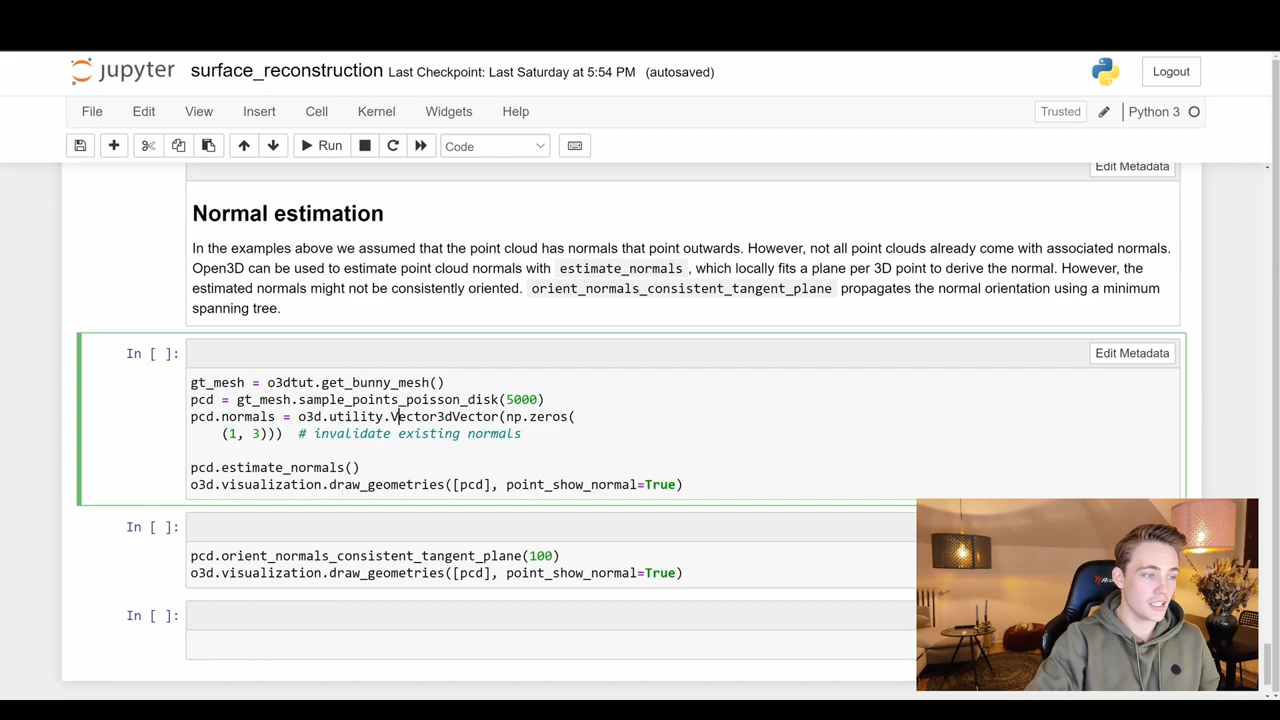 jupyter surface_reconstruction Last Checkpoint: Last Saturday at 5:54 PM (autosaved)
Logout
File Edit View Insert Cell Kernel Widgets Help
Trusted
Python 3
Run
Code
Edit Metadata
Normal estimation
In the examples above we assumed that the point cloud has normals that point outwards. However, not all point clouds already come with associated normals.
Open3D can be used to estimate point cloud normals with estimate_normals , which locally fits a plane per 3D point to derive the normal. However, the
estimated normals might not be consistently oriented. orient_normals_consistent_tangent_plane propagates the normal orientation using a minimum
spanning tree.
In [ ]:
Edit Metadata
gt_mesh = o3dtut.get_bunny_mesh()
pcd = gt_mesh.sample_points_poisson_disk(5000)
pcd.normals = o3d.utility.Vector3dVector(np.zeros(
(1, 3)))  # invalidate existing normals
pcd.estimate_normals()
o3d.visualization.draw_geometries([pcd], point_show_normal=True)
In [ ]:
pcd.orient_normals_consistent_tangent_plane(100)
o3d.visualization.draw_geometries([pcd], point_show_normal=True)
In [ ]: